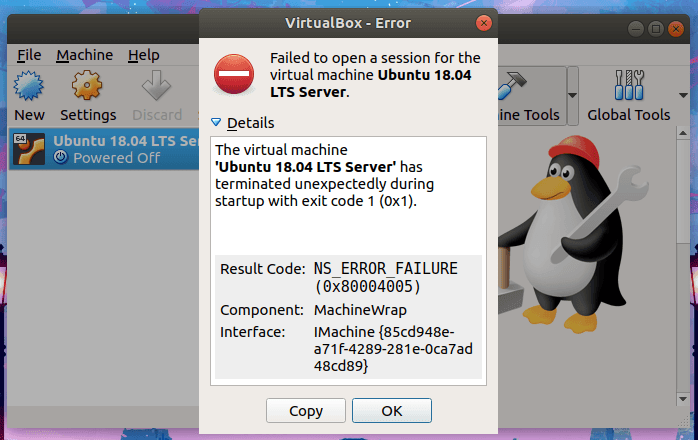 VirtualBox - Error
Failed to open a session for the
virtual machine Ubuntu 18.04
LTS Server.
Details
The virtual machine
'Ubuntu 18.04 LTS Server' has
terminated unexpectedly during
startup with exit code 1 (0x1).
Result Code: NS_ERROR_FAILURE
(0x80004005)
Component: MachineWrap
Interface: IMachine {85cd948e-
a71f-4289-281e-0ca7ad
48cd89}
Copy OK
File Machine Help
New Settings Discard
Tools Global Tools
64 Ubuntu 18.04 LTS
Powered Off